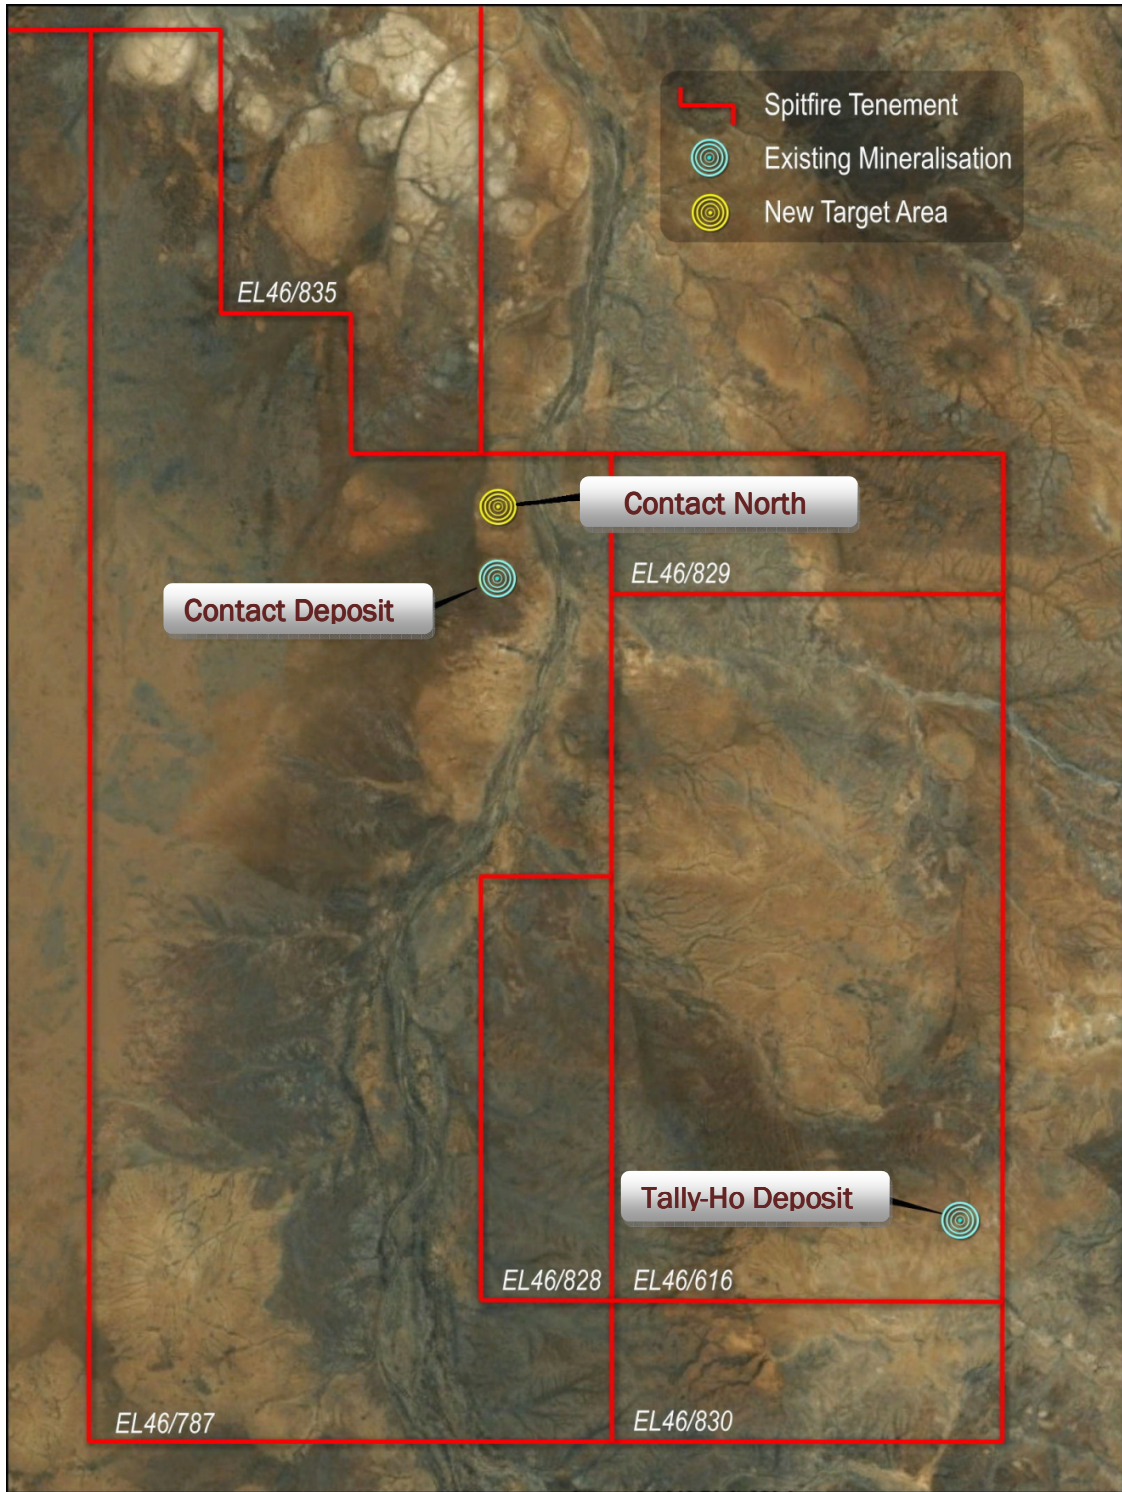 Spitfire Tenement
Existing Mineralisation
New Target Area
EL46/835
Contact North
EL46/829
Contact Deposit
Tally-Ho Deposit
EL46/828
EL46/616
EL46/787
EL46/830